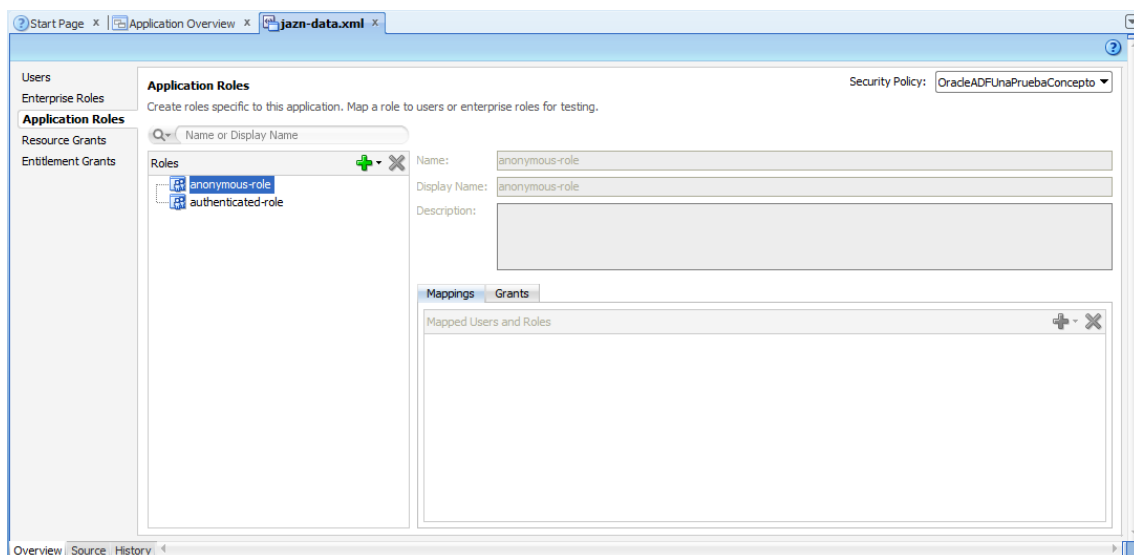 Start Page x Application Overview x jazn-data.xml x
Users
Enterprise Roles
Application Roles
Resource Grants
Entitlement Grants
Application Roles
Security Policy: OracleADFUnaPruebaConcepto
Create roles specific to this application. Map a role to users or enterprise roles for testing.
Name or Display Name
Roles
anonymous-role
authenticated-role
Name: anonymous-role
Display Name: anonymous-role
Description:
Mappings Grants
Mapped Users and Roles
Overview Source History